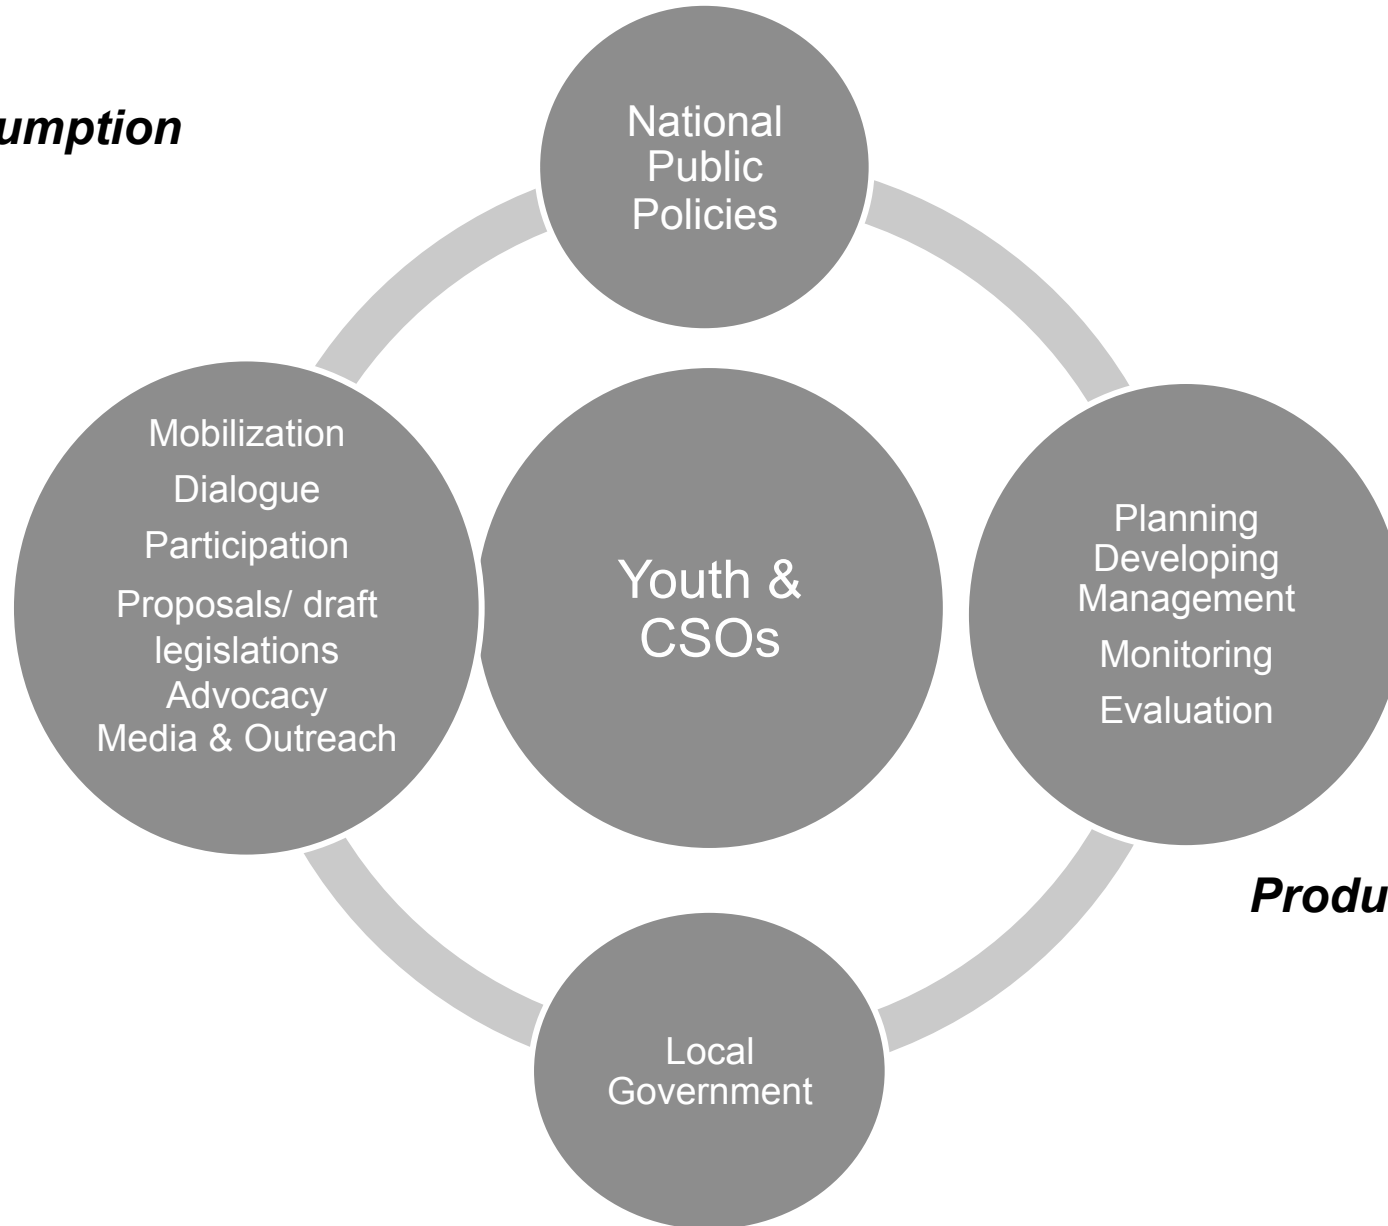 umption
National
Public
Policies
Mobilization
Dialogue
Participation
Proposals/ draft
legislations
Advocacy
Media & Outreach
Youth &
CSOs
Planning
Developing
Management
Monitoring
Evaluation
Produ
Local
Government